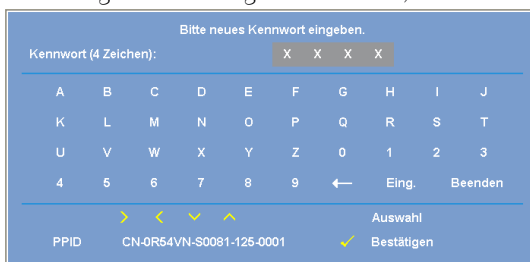 Bitte neues Kennwort eingeben.
Kennwort (4 Zeichen): X X X X
A B C D E F G H I J
K L M N O P Q R S T
U V W X Y Z 0 1 2 3
4 5 6 7 8 9 ← Eing. Beenden
Auswahl
PPID CN-0R54VN-S0081-125-0001 ✓ Bestätigen